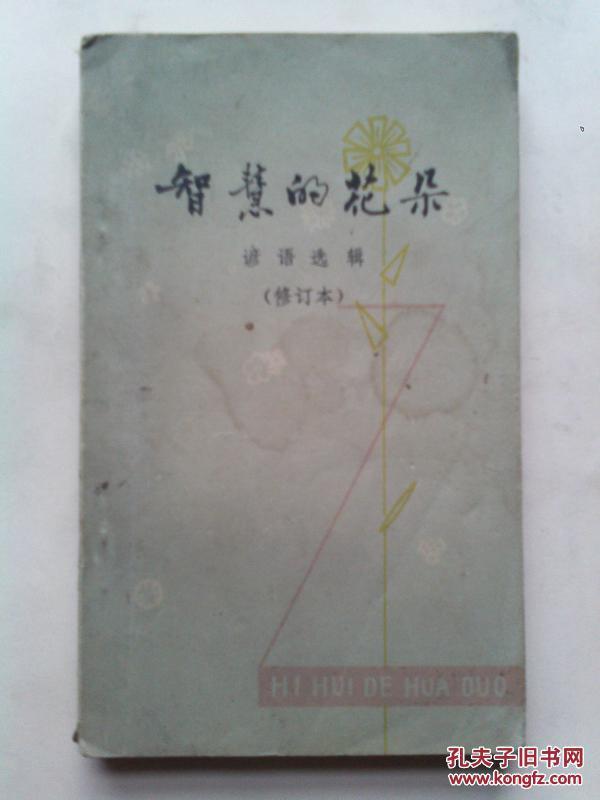 智慧的花朵
谚语选辑
(修订本)
HI HUI DE HUA DUO
孔夫子旧书网
www.kongfz.com